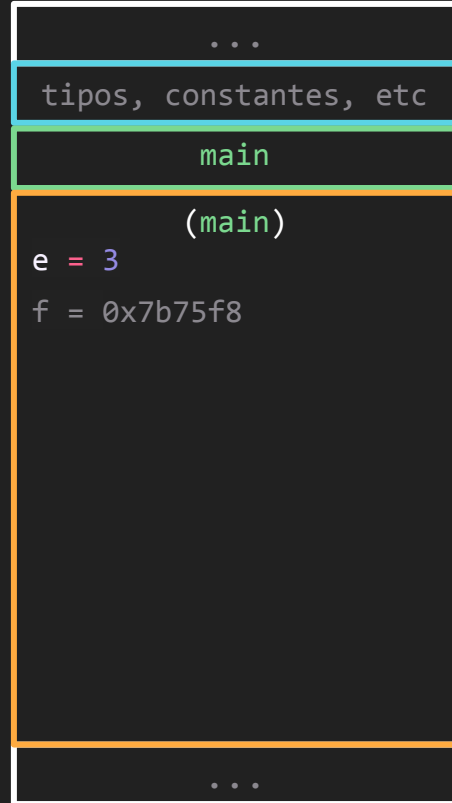 ...
tipos, constantes, etc
main
(main)
e = 3
f = 0x7b75f8
...